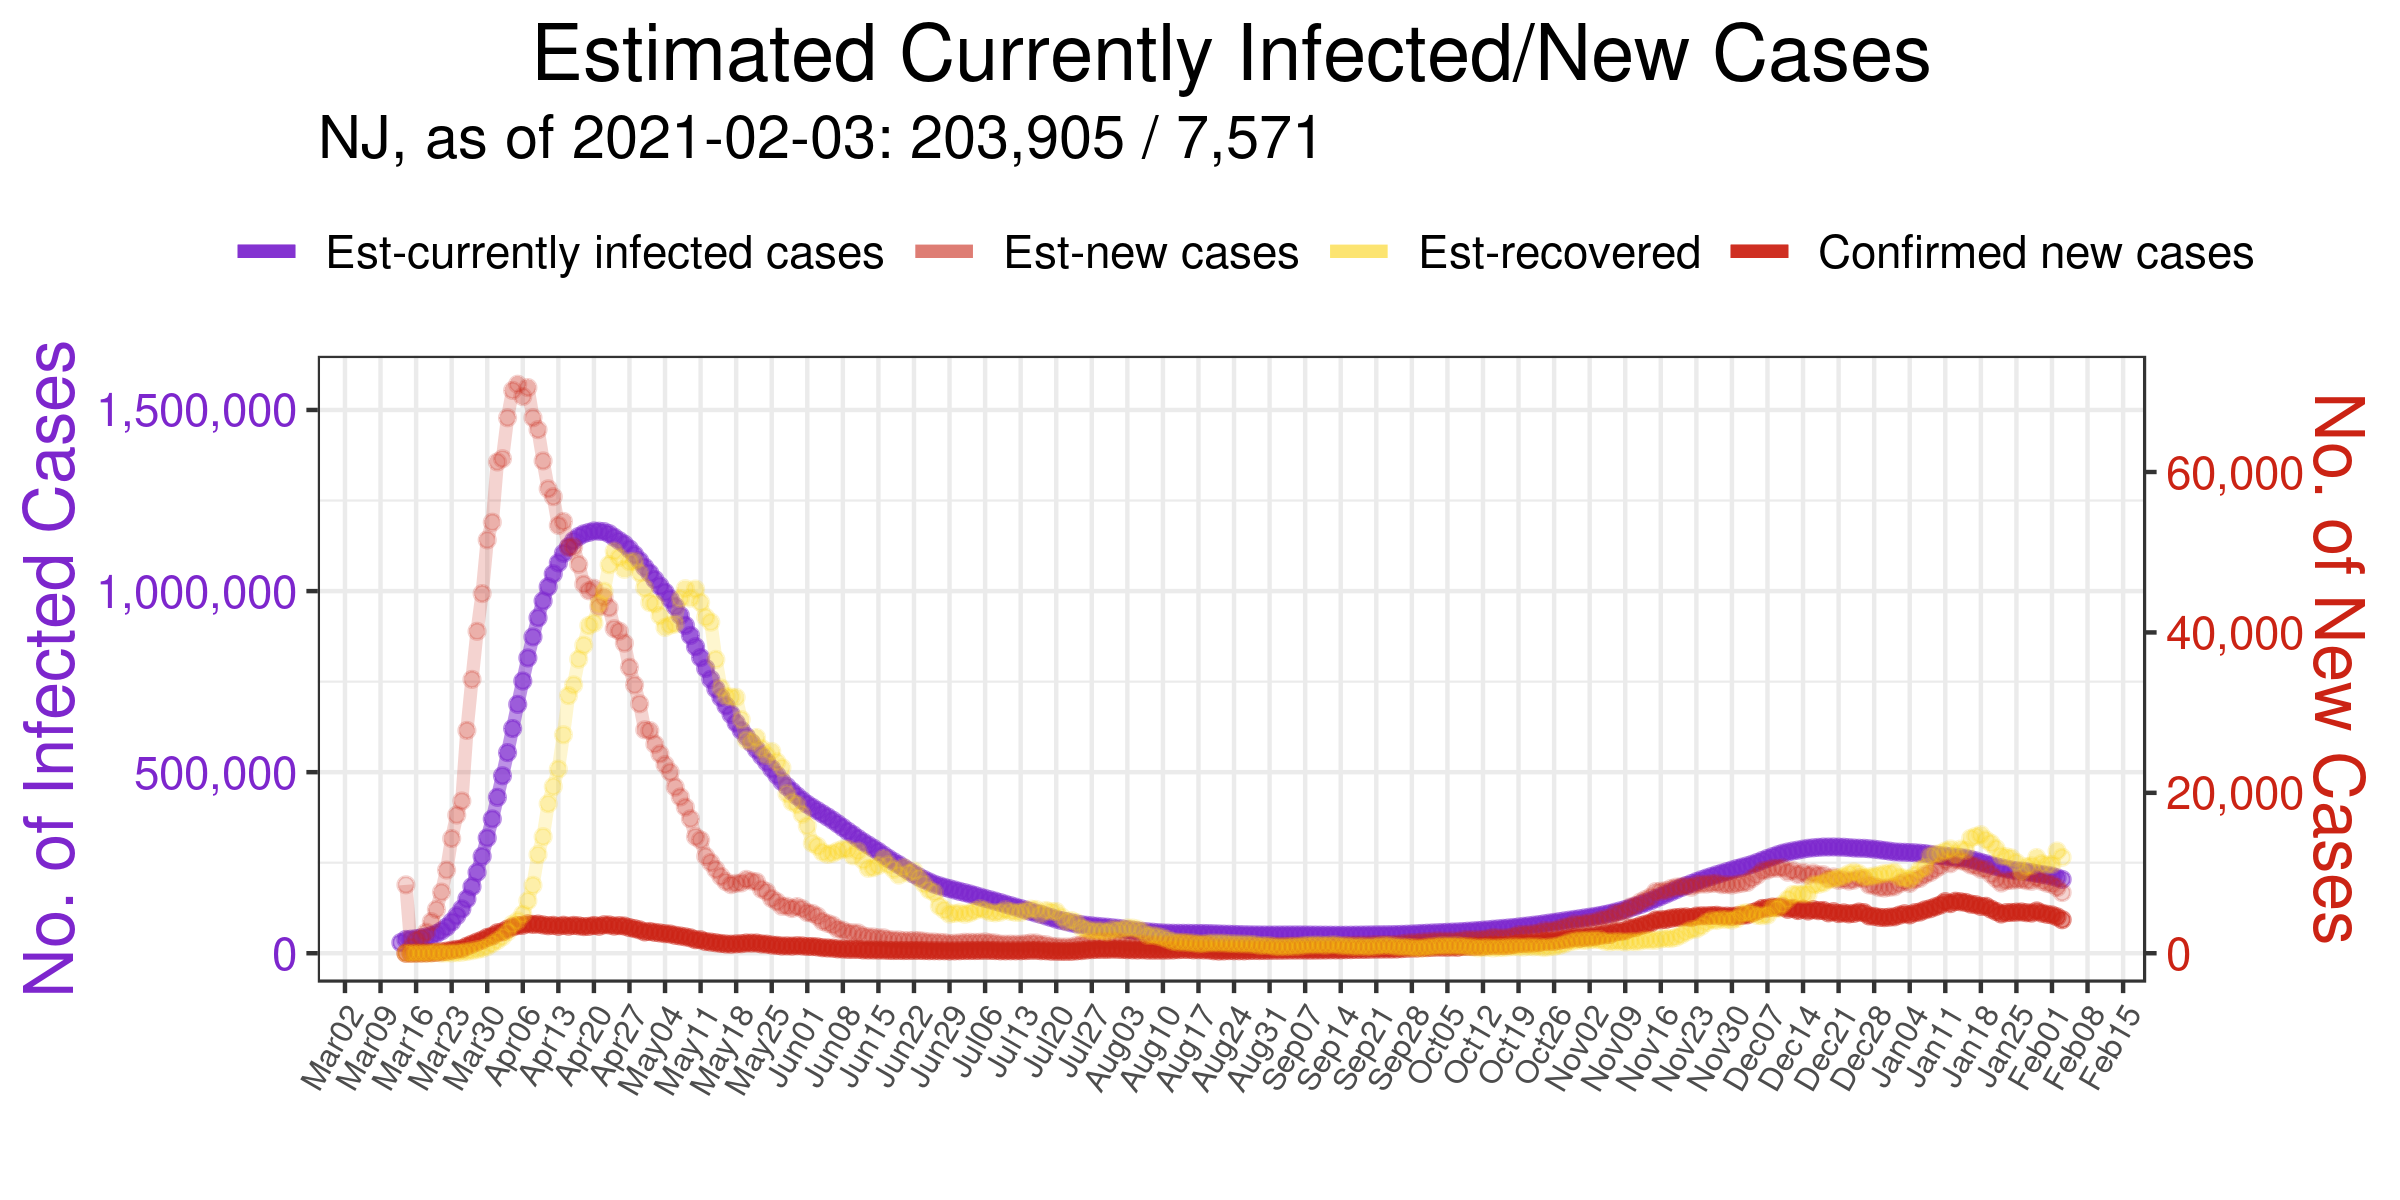 Estimated Currently Infected/New Cases
NJ, as of 2021-02-03: 203,905 / 7,571
Est-currently infected cases Est-new cases Est-recovered Confirmed new cases
No. of Infected Cases
1,500,000
1,000,000
500,000
0
60,000
40,000
20,000
0
No. of New Cases
Mar02 Mar09 Mar16 Mar23 Mar30 Apr06 Apr13 Apr20 Apr27 May04 May11 May18 May25 Jun01 Jun08 Jun15 Jun22 Jun29 Jul06 Jul13 Jul20 Jul27 Aug03 Aug10 Aug17 Aug24 Aug31 Sep07 Sep14 Sep21 Sep28 Oct05 Oct12 Oct19 Oct26 Nov02 Nov09 Nov16 Nov23 Nov30 Dec07 Dec14 Dec21 Dec28 Jan04 Jan11 Jan18 Jan25 Feb01 Feb08 Feb15